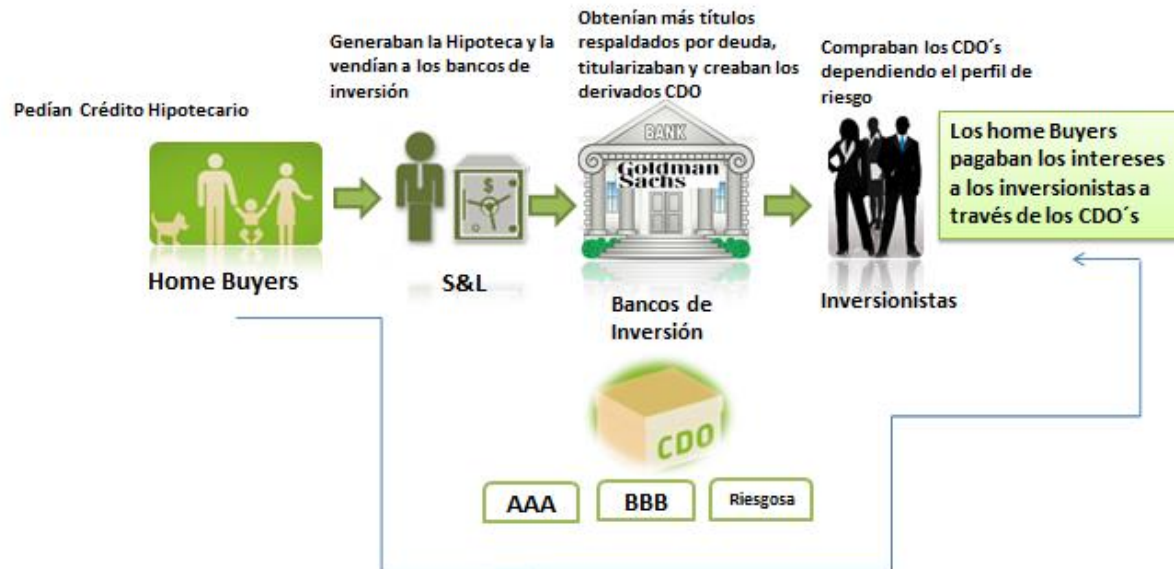 Pedían Crédito Hipotecario
Home Buyers
Generaban la Hipoteca y la
vendían a los bancos de
inversión
$
S&L
Obtenían más títulos
respaldados por deuda,
titularizaban y creaban los
derivados CDO
BANK
Goldman
Sachs
Bancos de
Inversión
CDO
AAA
BBB
Riesgosa
Compraban los CDO´s
dependiendo el perfil de
riesgo
Inversionistas
Los home Buyers
pagaban los intereses
a los inversionistas a
través de los CDO´s